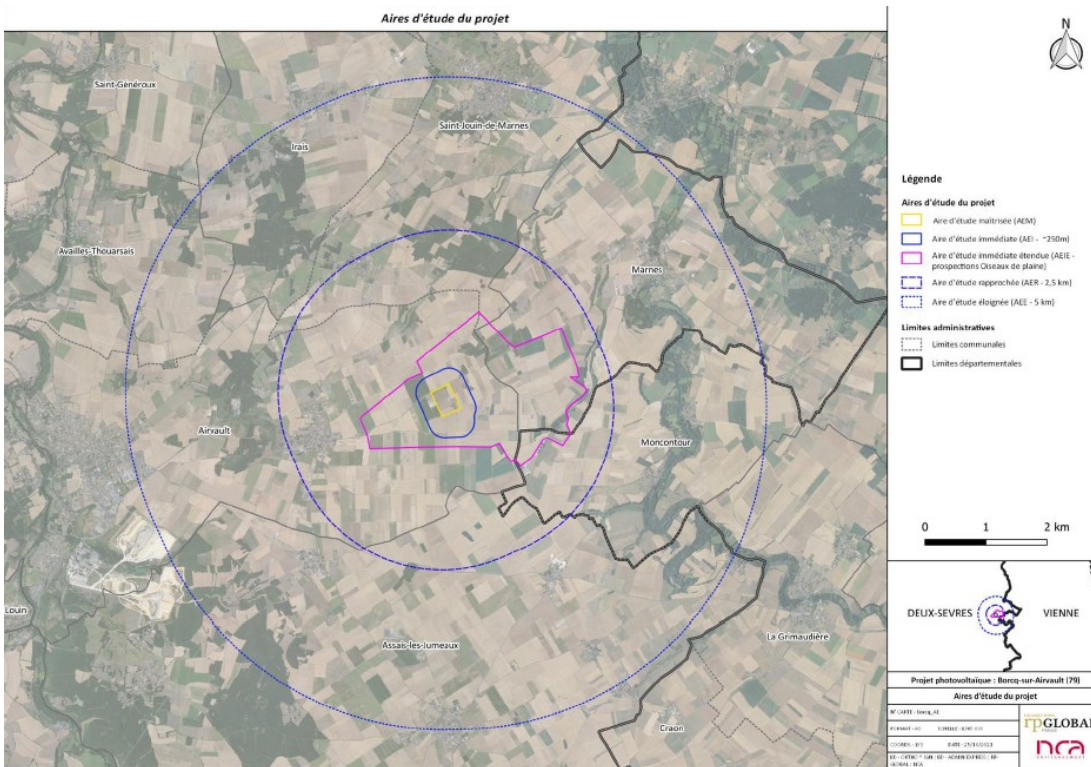 Aires d'étude du projet
N
Saint-Généroux
Saint-Jouin-de-Marnes
Irais
Availles-Thouarsais
Marnes
Airvault
Moncontour
Louin
Assais-les-Jumeaux
La Grimaudière
Craon
Légende
Aires d'étude du projet
Aire d'étude maîtrisée (AEM)
Aire d'étude immédiate (AEI - ~250m)
Aire d'étude immédiate étendue (AEIE -
prospections Oiseaux de plaine)
Aire d'étude rapprochée (AER - 2,5 km)
Aire d'étude éloignée (AEE - 5 km)
Limites administratives
Limites communales
Limites départementales
0 1 2 km
DEUX-SEVRES VIENNE
Projet photovoltaïque : Borcq-sur-Airvault (79)
Aires d'étude du projet
N° CARTE : Borcq_AE
rpGLOBAL
nca